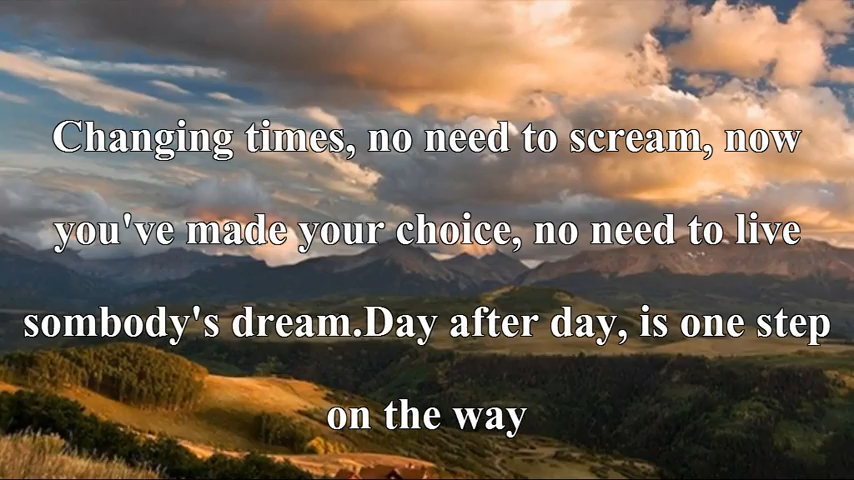 Changing times, no need to scream, now
you've made your choice, no need to live
sombody's dream.Day after day, is one step
on the way